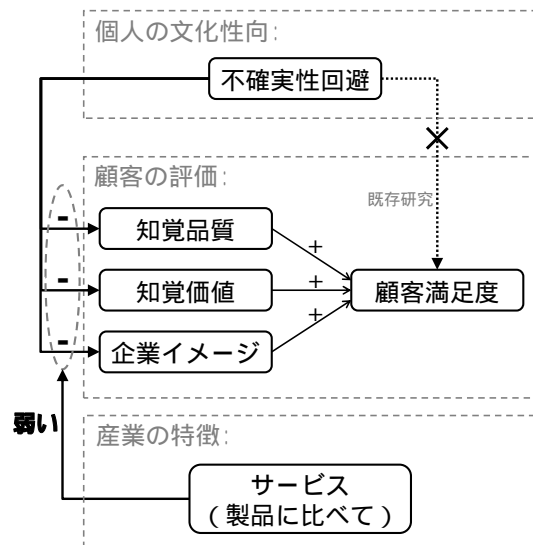 個人の文化性向:
不確実性回避
顧客の評価:
既存研究
-
知覚品質
+
-
知覚価値
+
顧客満足度
-
企業イメージ
+
弱い
産業の特徴:
サービス
(製品に比べて)